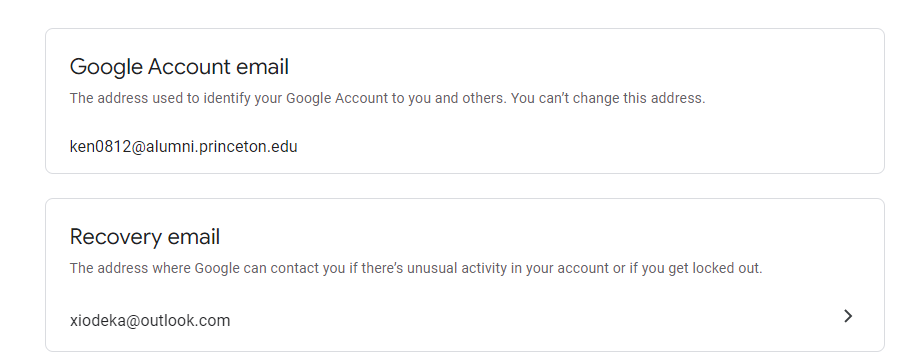 Google Account email
The address used to identify your Google Account to you and others. You can’t change this address.
ken0812@alumni.princeton.edu
Recovery email
The address where Google can contact you if there’s unusual activity in your account or if you get locked out.
xiodeka@outlook.com